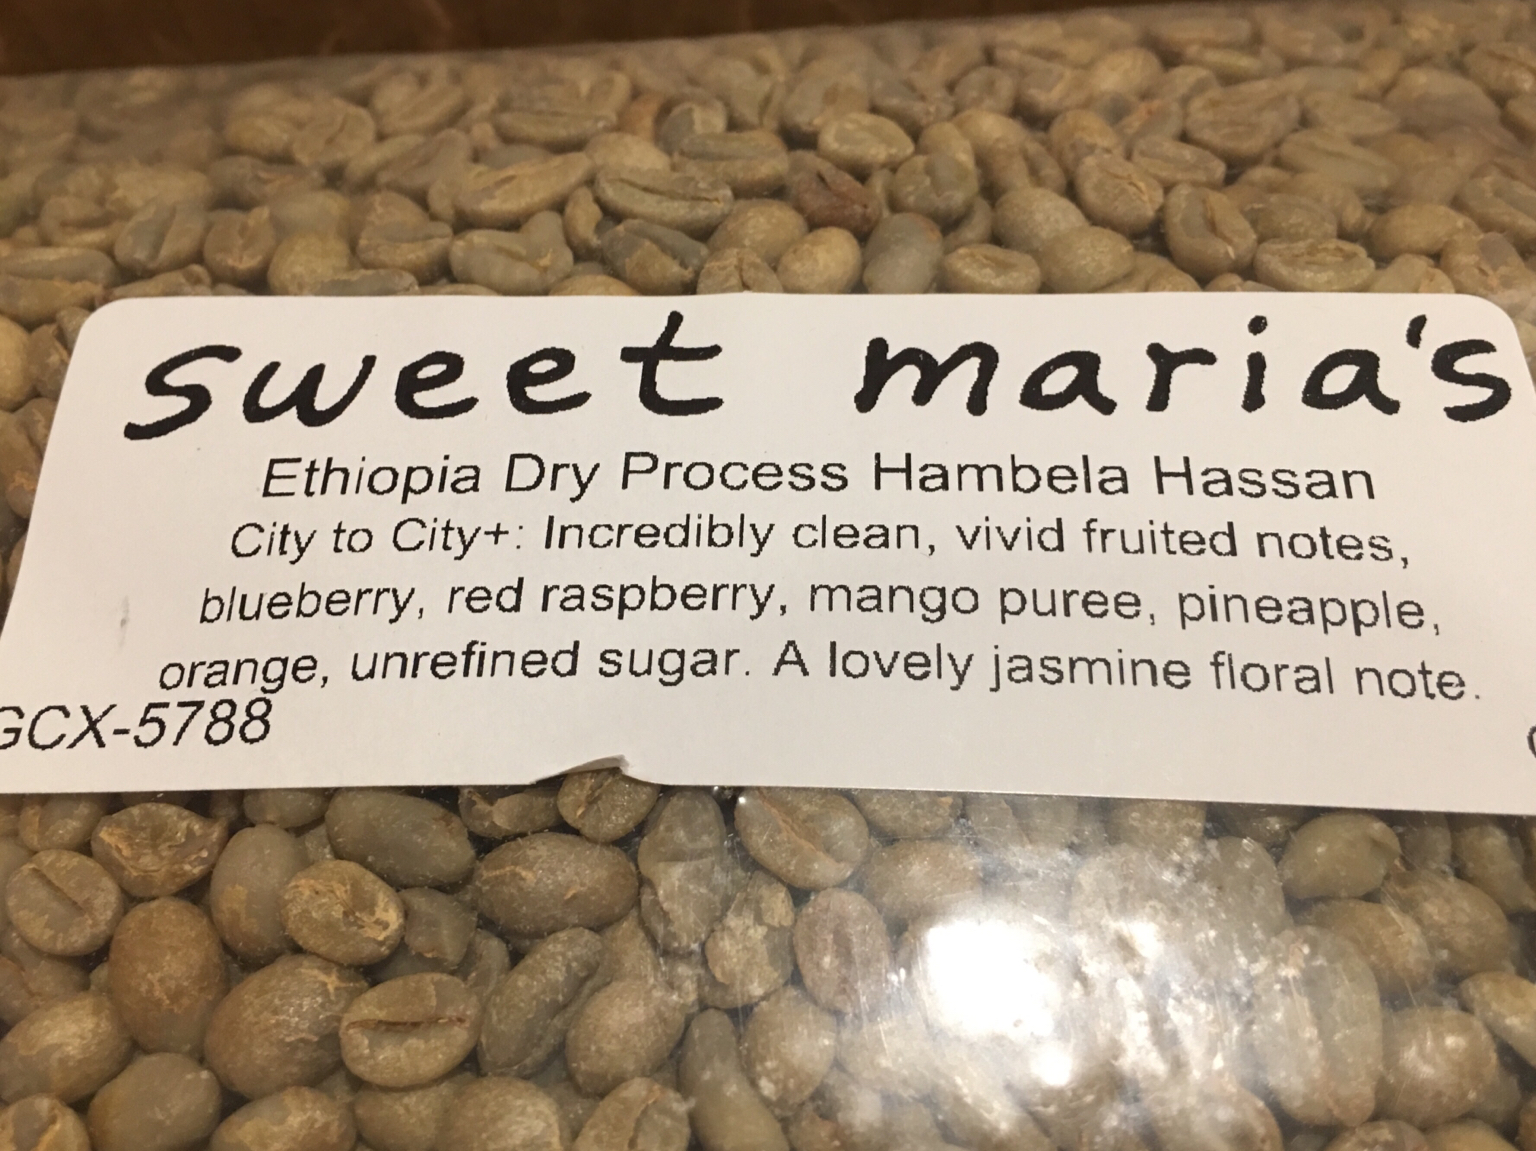 sweet maria's
Ethiopia Dry Process Hambela Hassan
City to City+: Incredibly clean, vivid fruited notes,
blueberry, red raspberry, mango puree, pineapple,
orange, unrefined sugar. A lovely jasmine floral note.
GCX-5788